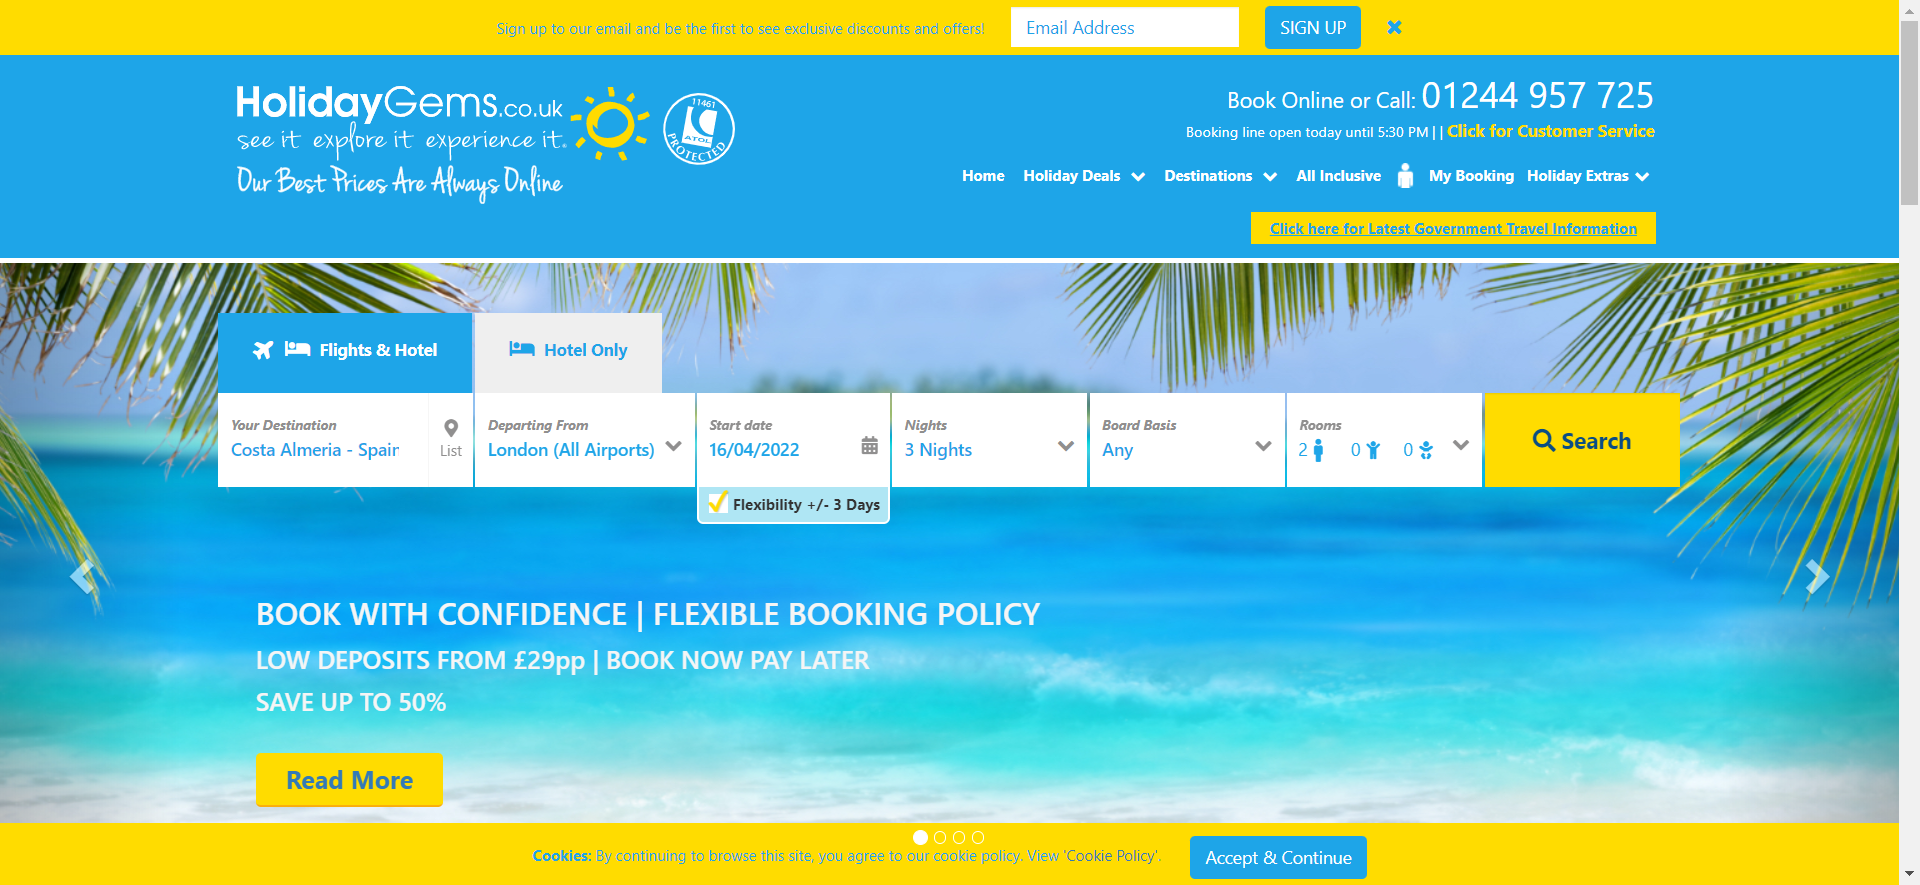 Sign up to our email and be the first to see exclusive discounts and offers!
Email Address
SIGN UP
HolidayGems.co.uk
see it explore it experience it.
Our Best Prices Are Always Online
11461
ATOL
PROTECTED
Book Online or Call: 01244 957 725
Booking line open today until 5:30 PM | | Click for Customer Service
Home Holiday Deals Destinations All Inclusive My Booking Holiday Extras
Click here for Latest Government Travel Information
Flights & Hotel
Hotel Only
Your Destination
Costa Almeria - Spain
List
Departing From
London (All Airports)
Start date
16/04/2022
Nights
3 Nights
Board Basis
Any
Rooms
2 0 0
Search
Flexibility +/- 3 Days
BOOK WITH CONFIDENCE | FLEXIBLE BOOKING POLICY
LOW DEPOSITS FROM £29pp | BOOK NOW PAY LATER
SAVE UP TO 50%
Read More
Cookies: By continuing to browse this site, you agree to our cookie policy. View 'Cookie Policy'.
Accept & Continue